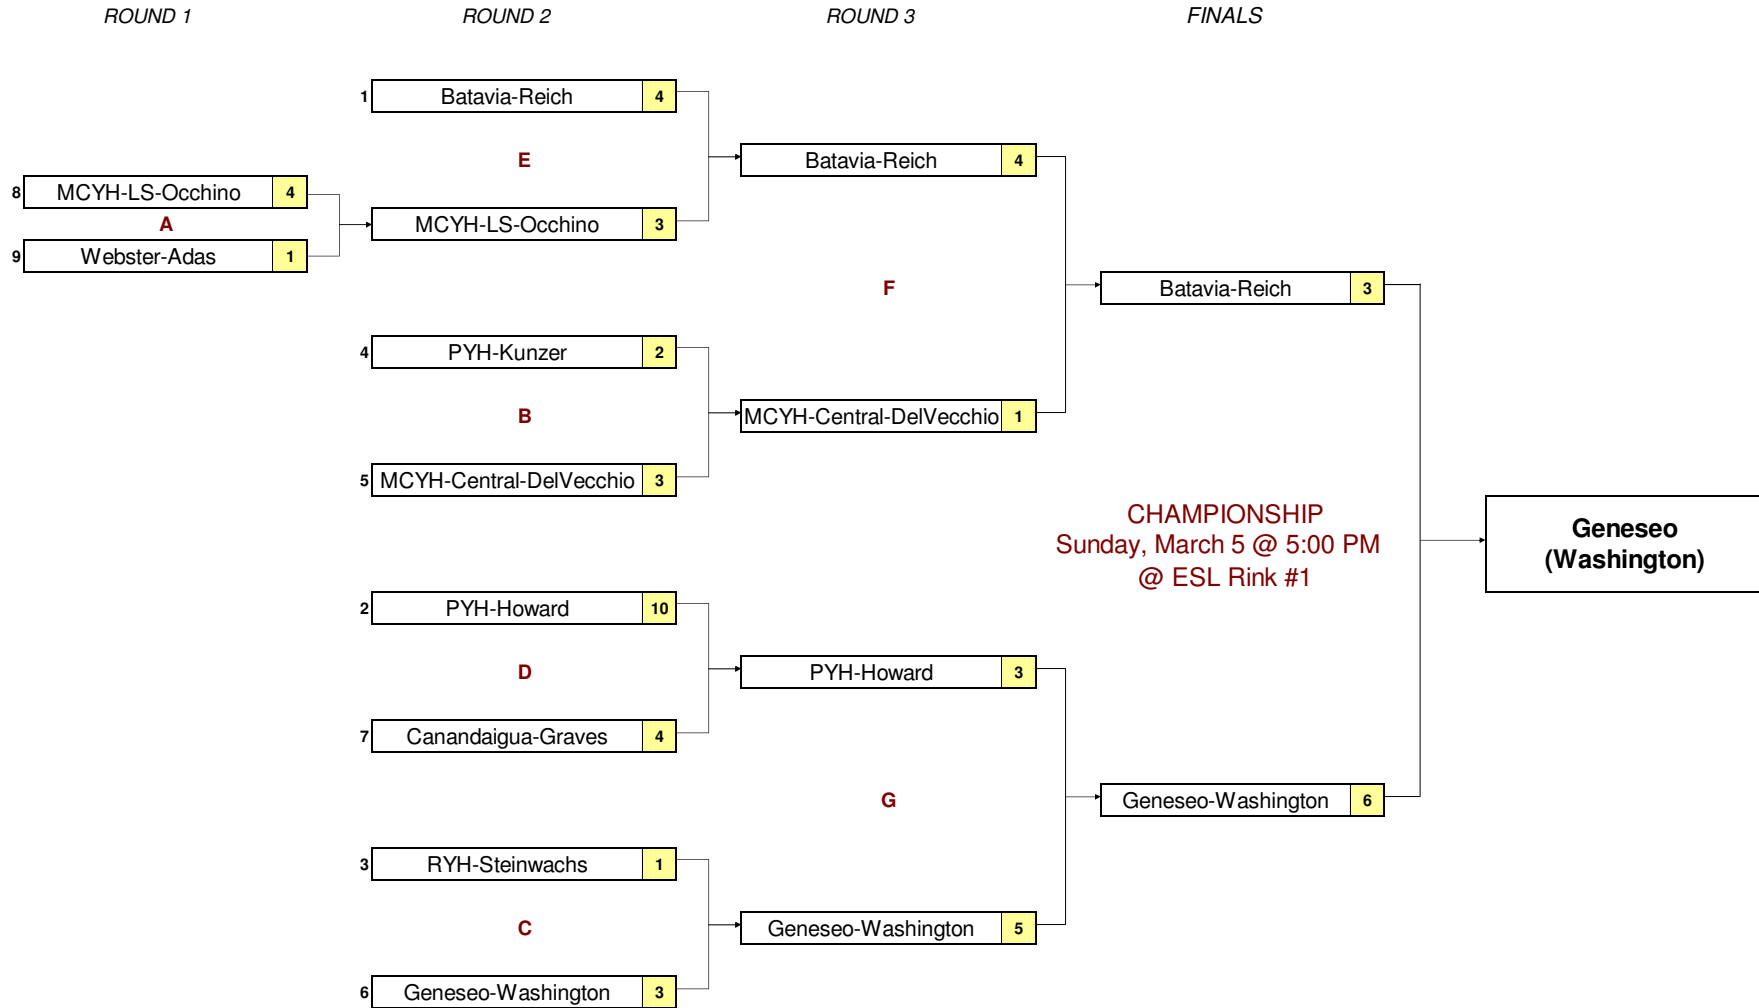 ROUND 1 ROUND 2 ROUND 3 FINALS
1 Batavia-Reich 4
E
Batavia-Reich 4
8 MCYH-LS-Occhino 4
A
MCYH-LS-Occhino 3
9 Webster-Adas 1
F
Batavia-Reich 3
4 PYH-Kunzer 2
B
MCYH-Central-DelVecchio 1
5 MCYH-Central-DelVecchio 3
CHAMPIONSHIP
Sunday, March 5 @ 5:00 PM
@ ESL Rink #1
Geneseo
(Washington)
2 PYH-Howard 10
D
PYH-Howard 3
7 Canandaigua-Graves 4
G
Geneseo-Washington 6
3 RYH-Steinwachs 1
C
Geneseo-Washington 5
6 Geneseo-Washington 3